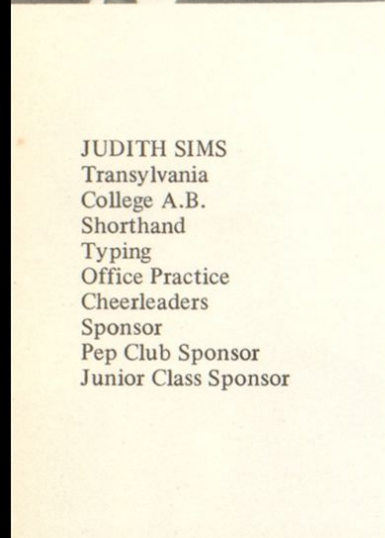 JUDITH SIMS
Transylvania
College A.B.
Shorthand
Typing
Office Practice
Cheerleaders
Sponsor
Pep Club Sponsor
Junior Class Sponsor